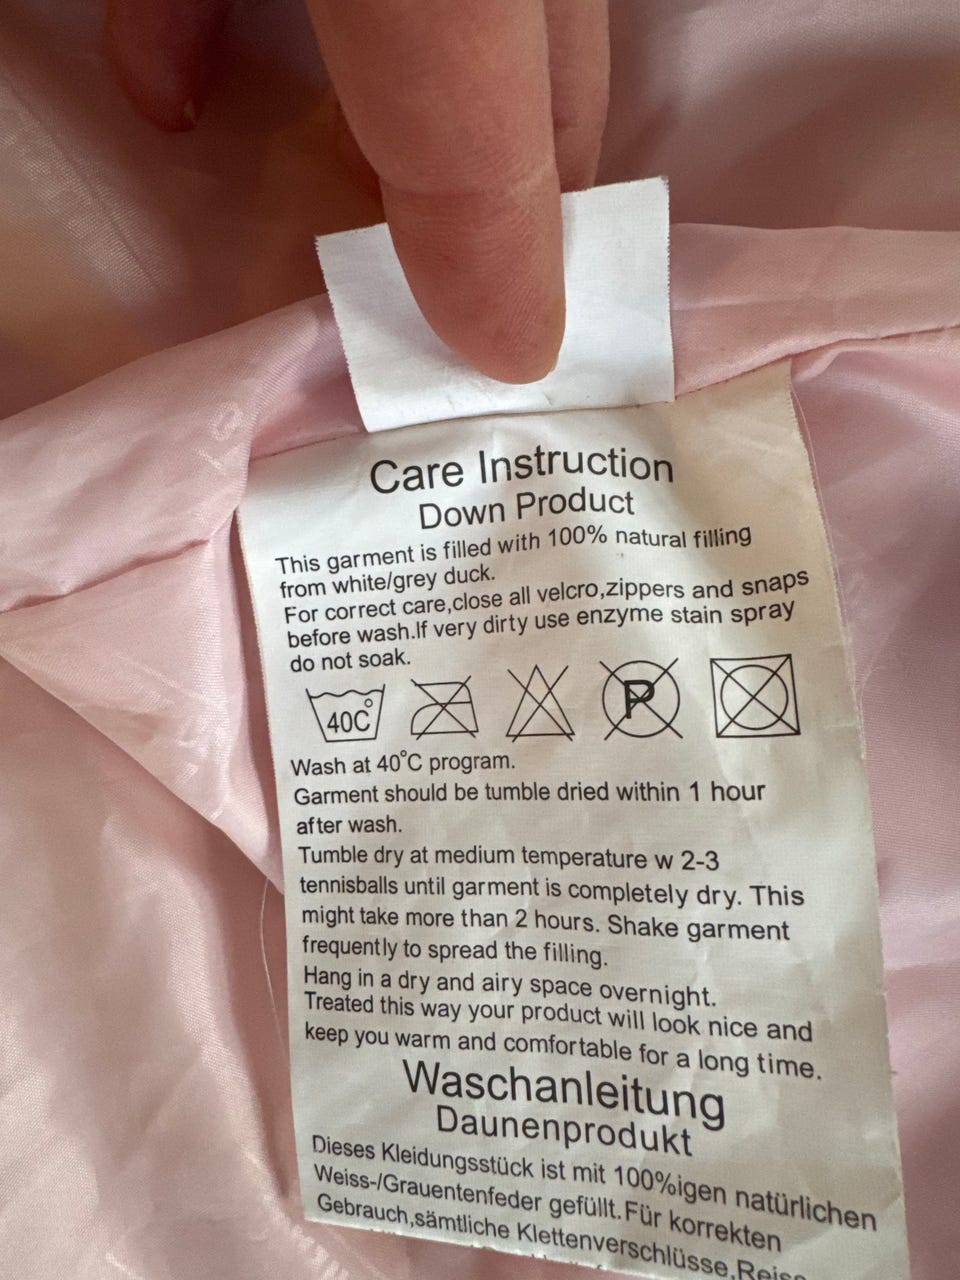 Care Instruction
Down Product
This garment is filled with 100% natural filling
from white/grey duck.
For correct care,close all velcro,zippers and snaps
before wash.If very dirty use enzyme stain spray
do not soak.
40C° P
Wash at 40°C program.
Garment should be tumble dried within 1 hour
after wash.
Tumble dry at medium temperature w 2-3
tennisballs until garment is completely dry. This
might take more than 2 hours. Shake garment
frequently to spread the filling.
Hang in a dry and airy space overnight.
Treated this way your product will look nice and
keep you warm and comfortable for a long time.
Waschanleitung
Daunenprodukt
Dieses Kleidungsstück ist mit 100%igen natürlichen
Weiss-/Grauentenfeder gefüllt.Für korrekten
Gebrauch,sämtliche Klettenverschlüsse,Reiss